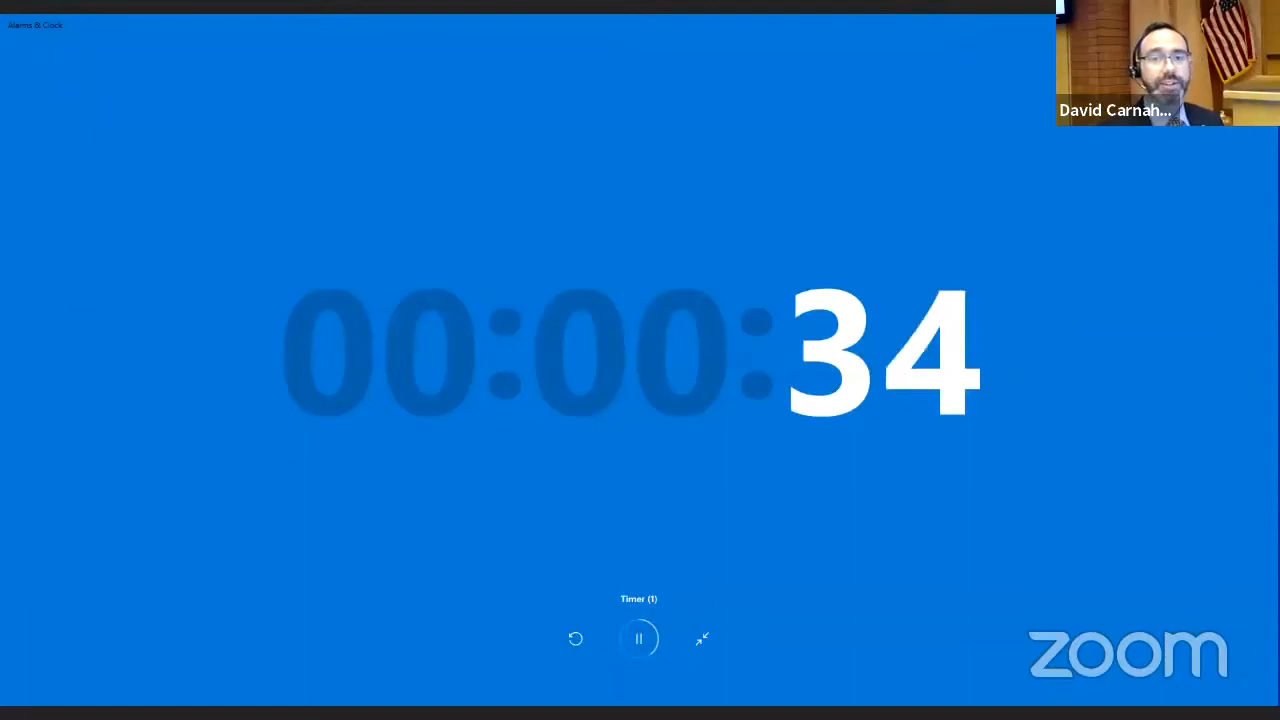 Alarms & Clock
David Carnah...
00:00:34
Timer (1)
zoom